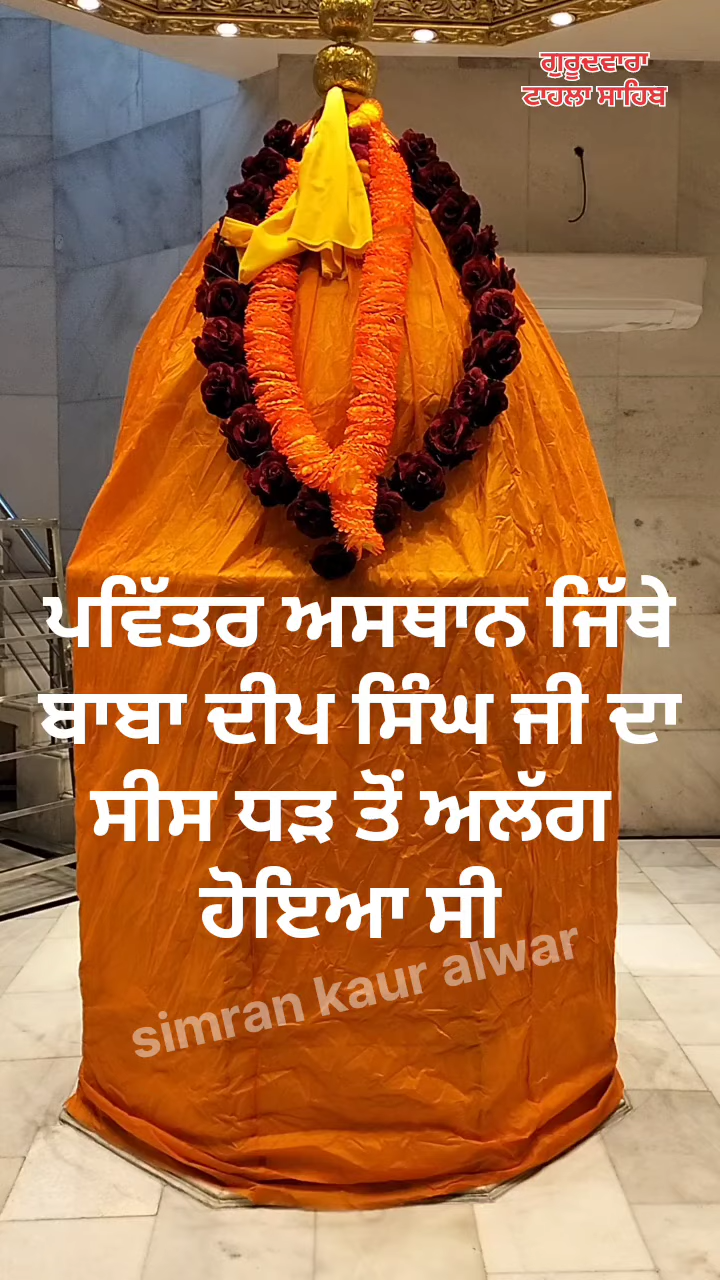 ਗੁਰੂਦਵਾਰਾ
ਟਾਹਲਾ ਸਾਹਿਬ
ਪਵਿੱਤਰ ਅਸਥਾਨ ਜਿੱਥੇ
ਬਾਬਾ ਦੀਪ ਸਿੰਘ ਜੀ ਦਾ
ਸੀਸ ਧੜ ਤੋਂ ਅਲੱਗ
ਹੋਇਆ ਸੀ
simran kaur alwar